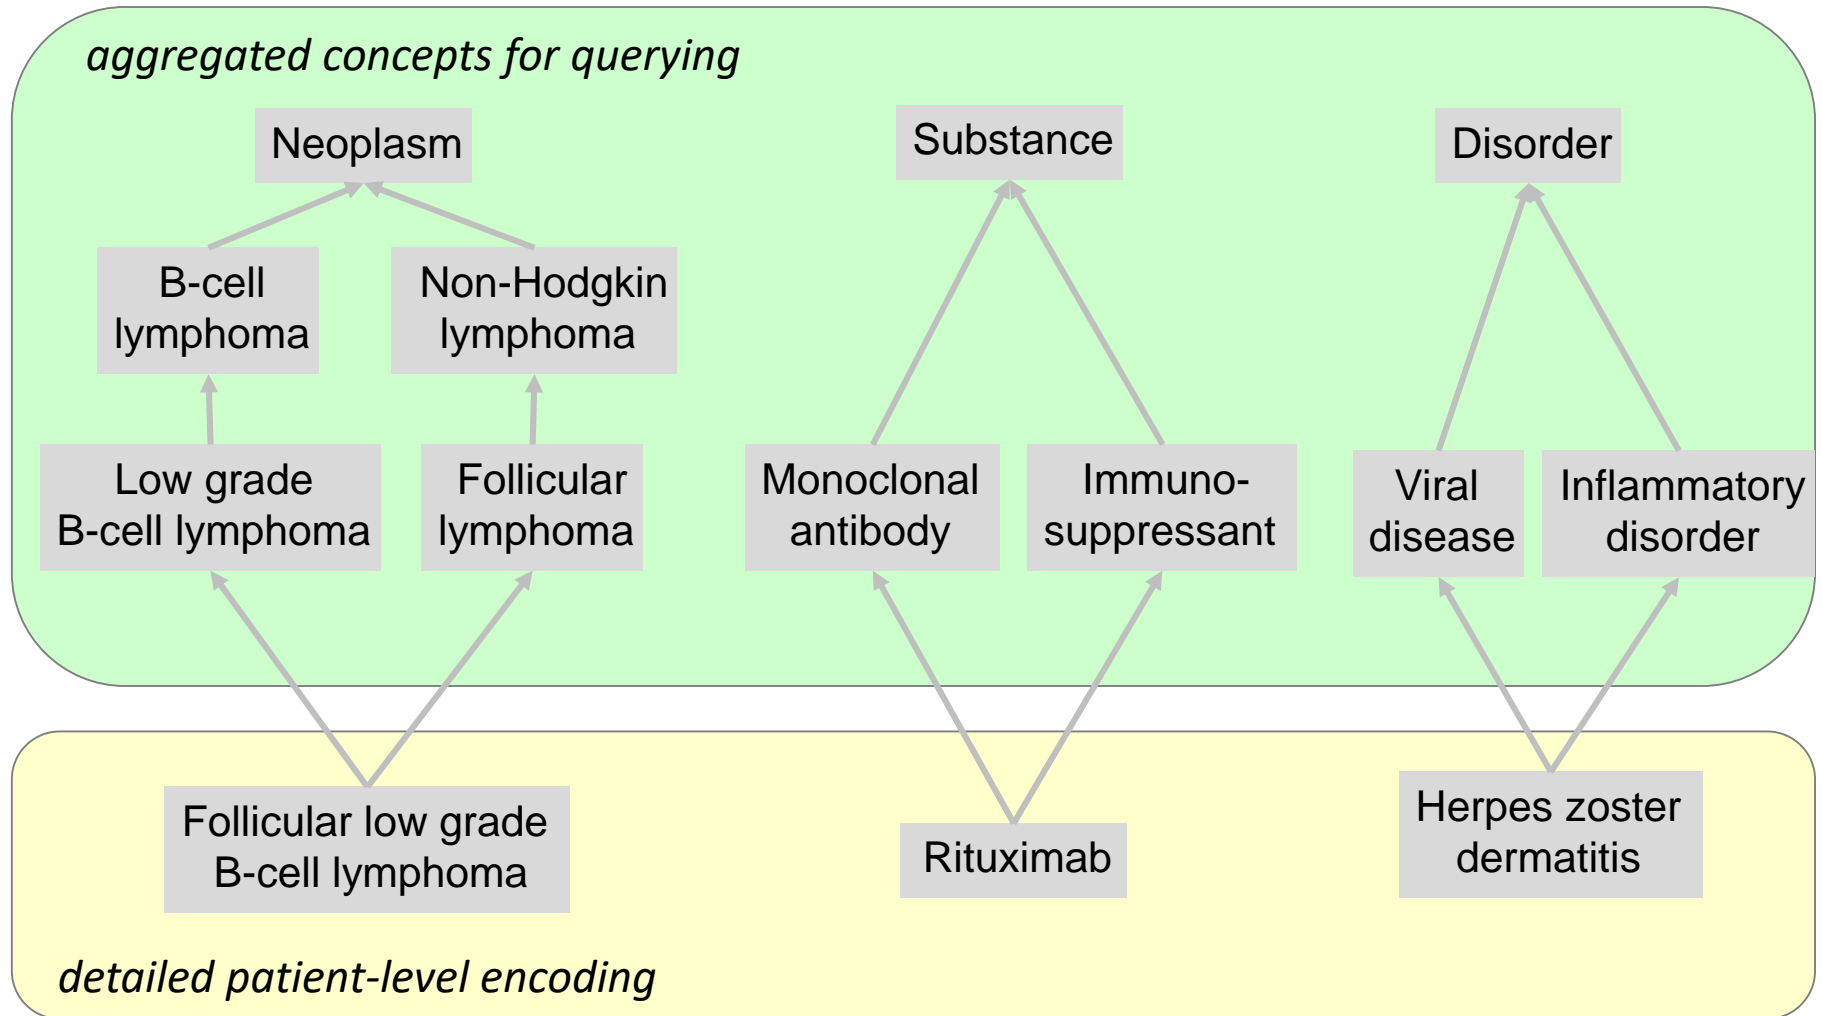 aggregated concepts for querying
Neoplasm
Substance
Disorder
B-cell
lymphoma
Non-Hodgkin
lymphoma
Low grade
B-cell lymphoma
Follicular
lymphoma
Monoclonal
antibody
Immuno-
suppressant
Viral
disease
Inflammatory
disorder
Follicular low grade
B-cell lymphoma
Rituximab
Herpes zoster
dermatitis
detailed patient-level encoding